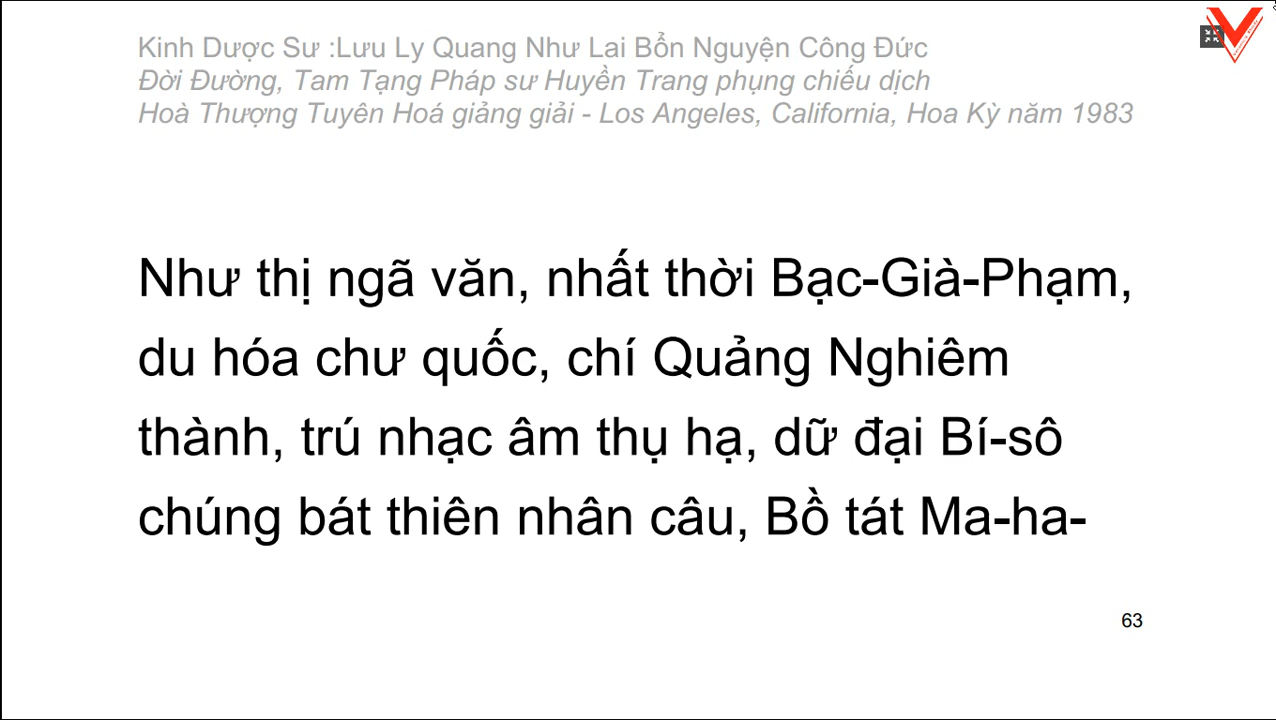 Kinh Dược Sư :Lưu Ly Quang Như Lai Bổn Nguyện Công Đức
Đời Đường, Tam Tạng Pháp sư Huyền Trang phụng chiếu dịch
Hoà Thượng Tuyên Hoá giảng giải - Los Angeles, California, Hoa Kỳ năm 1983
Như thị ngã văn, nhất thời Bạc-Già-Phạm,
du hóa chư quốc, chí Quảng Nghiêm
thành, trú nhạc âm thụ hạ, dữ đại Bí-sô
chúng bát thiên nhân câu, Bồ tát Ma-ha-
63